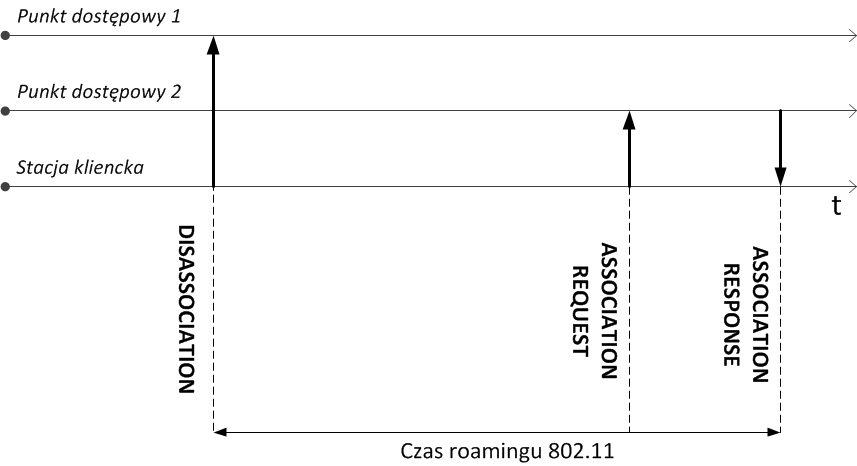 Punkt dostępowy 1
Punkt dostępowy 2
Stacja kliencka
t
DISASSOCIATION
ASSOCIATION
REQUEST
ASSOCIATION
RESPONSE
Czas roamingu 802.11